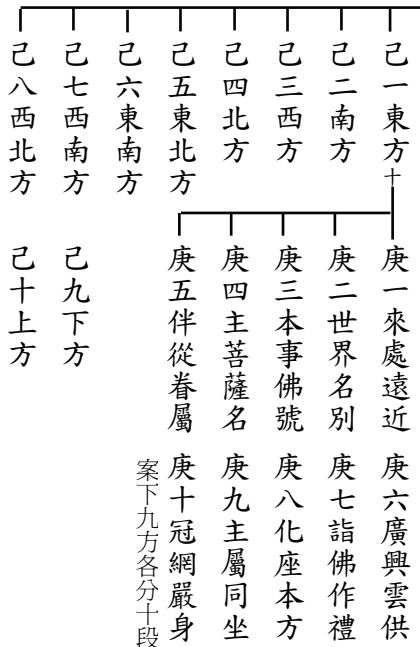 己一東方十
己二南方
己三西方
己四北方
己五東北方
己六東南方
己七西南方
己八西北方
己九下方
己十上方
庚一來處遠近
庚二世界名別
庚三本事佛號
庚四主菩薩名
庚五伴從眷屬
庚六廣興雲供
庚七詣佛作禮
庚八化座本方
庚九主屬同坐
庚十冠網嚴身
案下九方各分十段